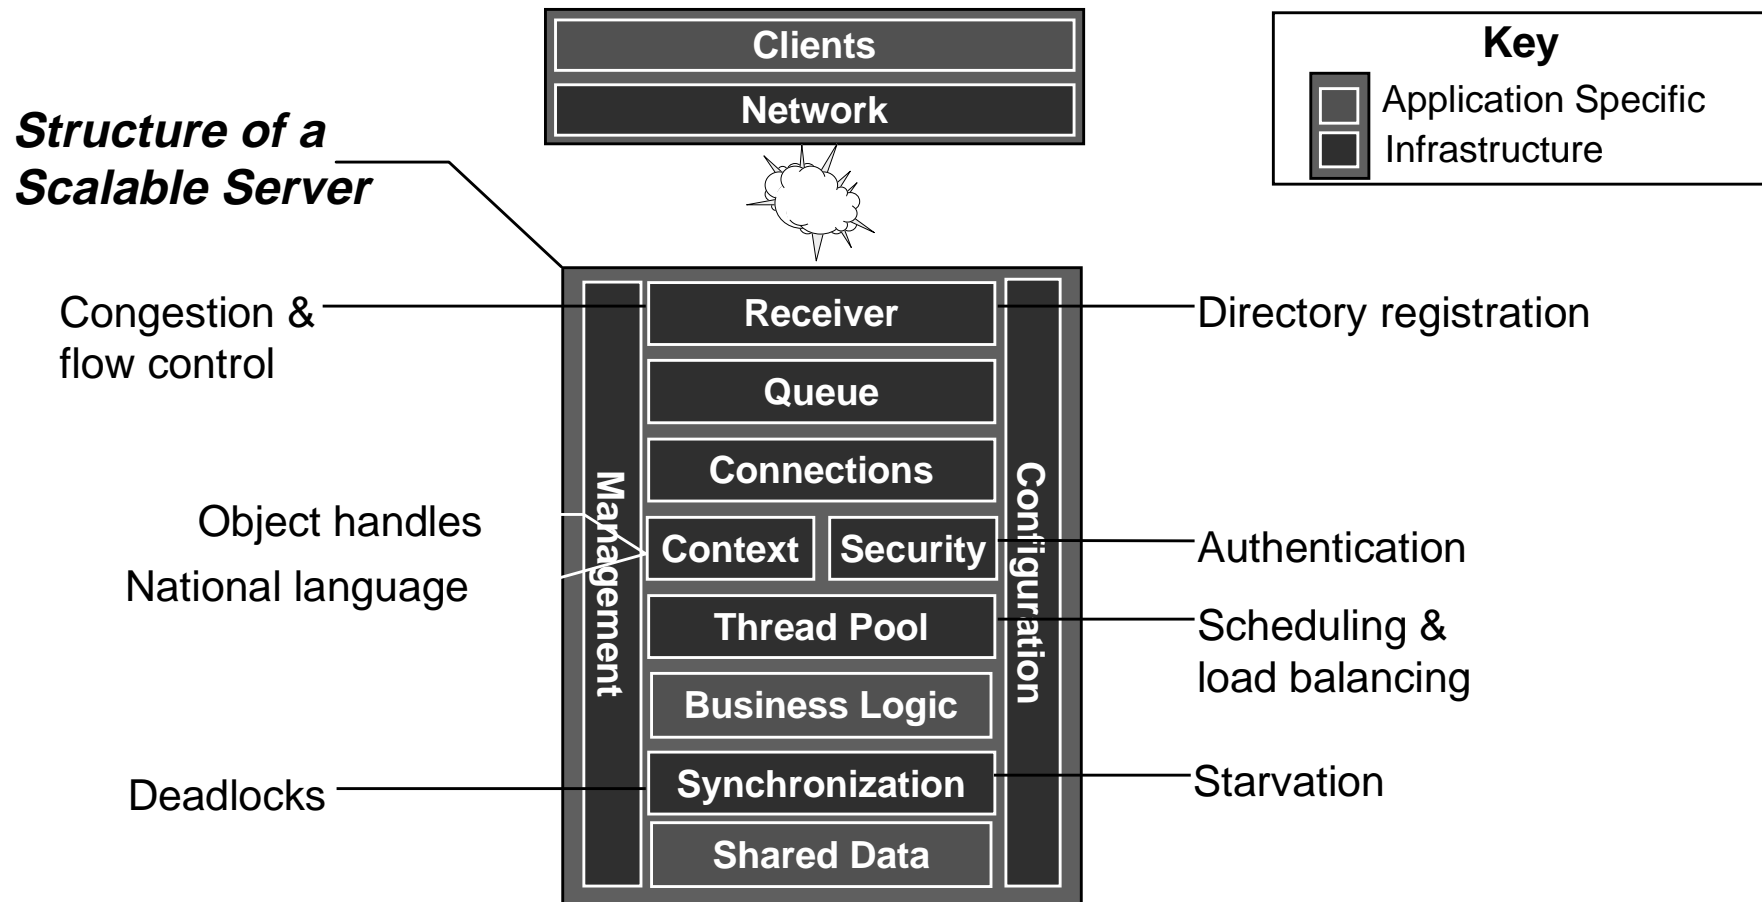 Clients
Network
Key
Application Specific
Infrastructure
Structure of a
Scalable Server
Congestion &
flow control
Receiver
Directory registration
Queue
Connections
Management
Configuration
Object handles
National language
Context
Security
Authentication
Thread Pool
Scheduling &
load balancing
Business Logic
Deadlocks
Synchronization
Starvation
Shared Data